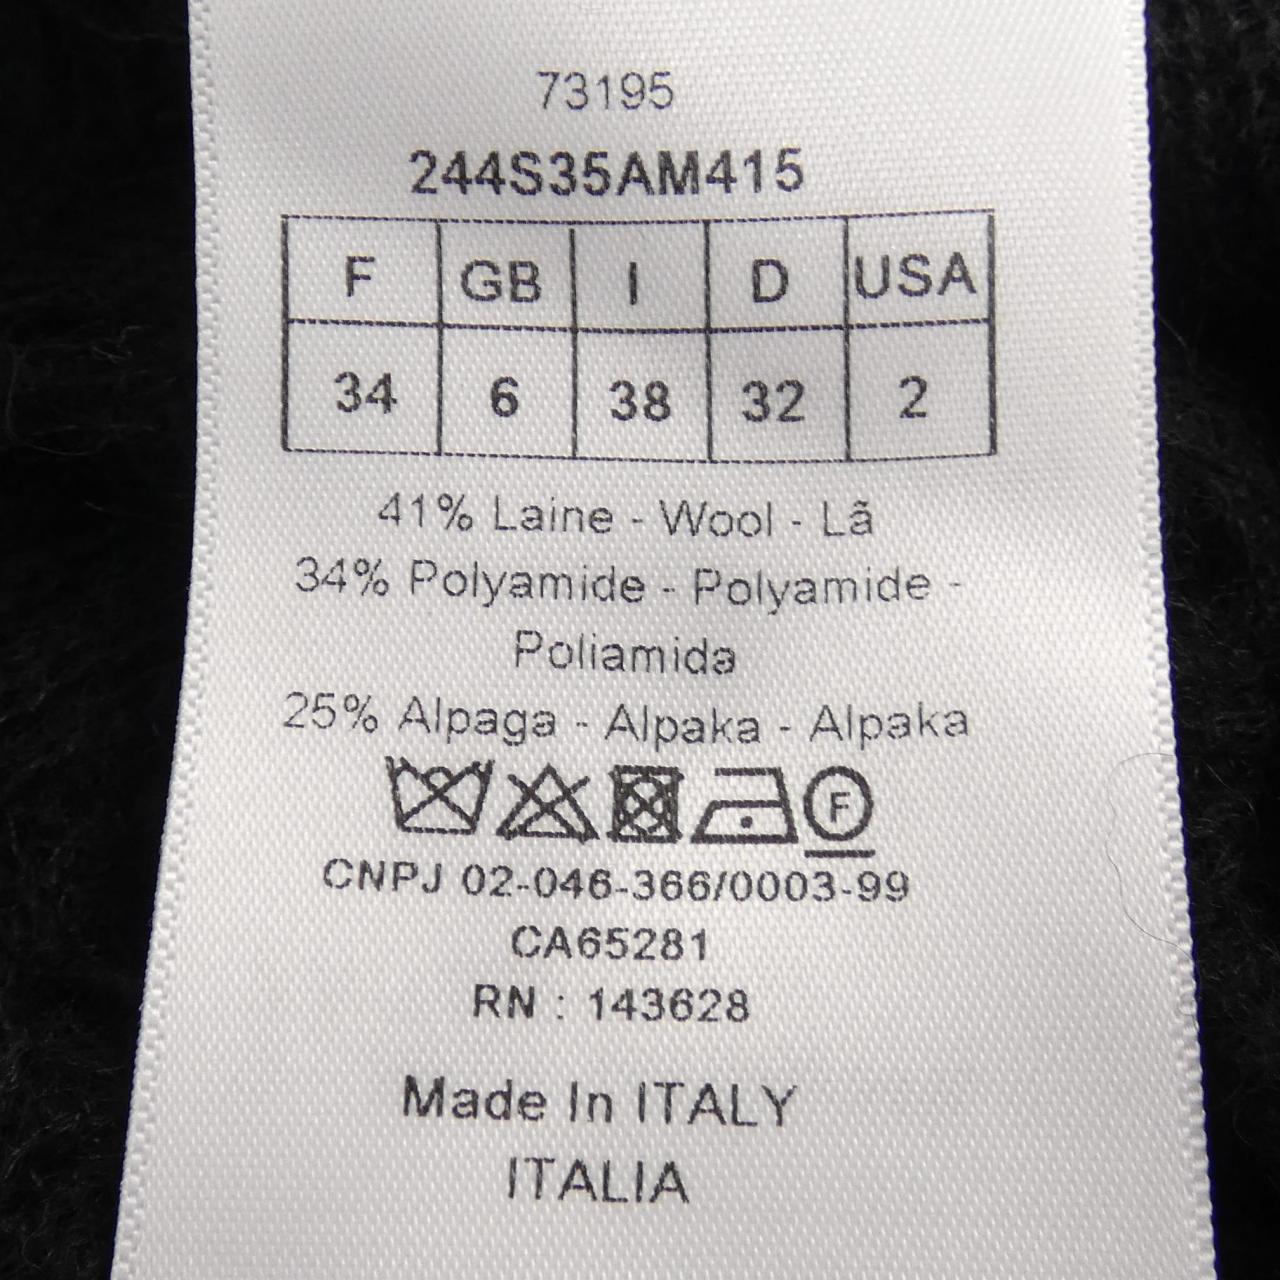 73195
244S35AM415
F GB I D USA
34 6 38 32 2
41% Laine - Wool - Lã
34% Polyamide - Polyamide -
Poliamida
25% Alpaga - Alpaka - Alpaka
F
CNPJ 02-046-366/0003-99
CA65281
RN : 143628
Made In ITALY
ITALIA